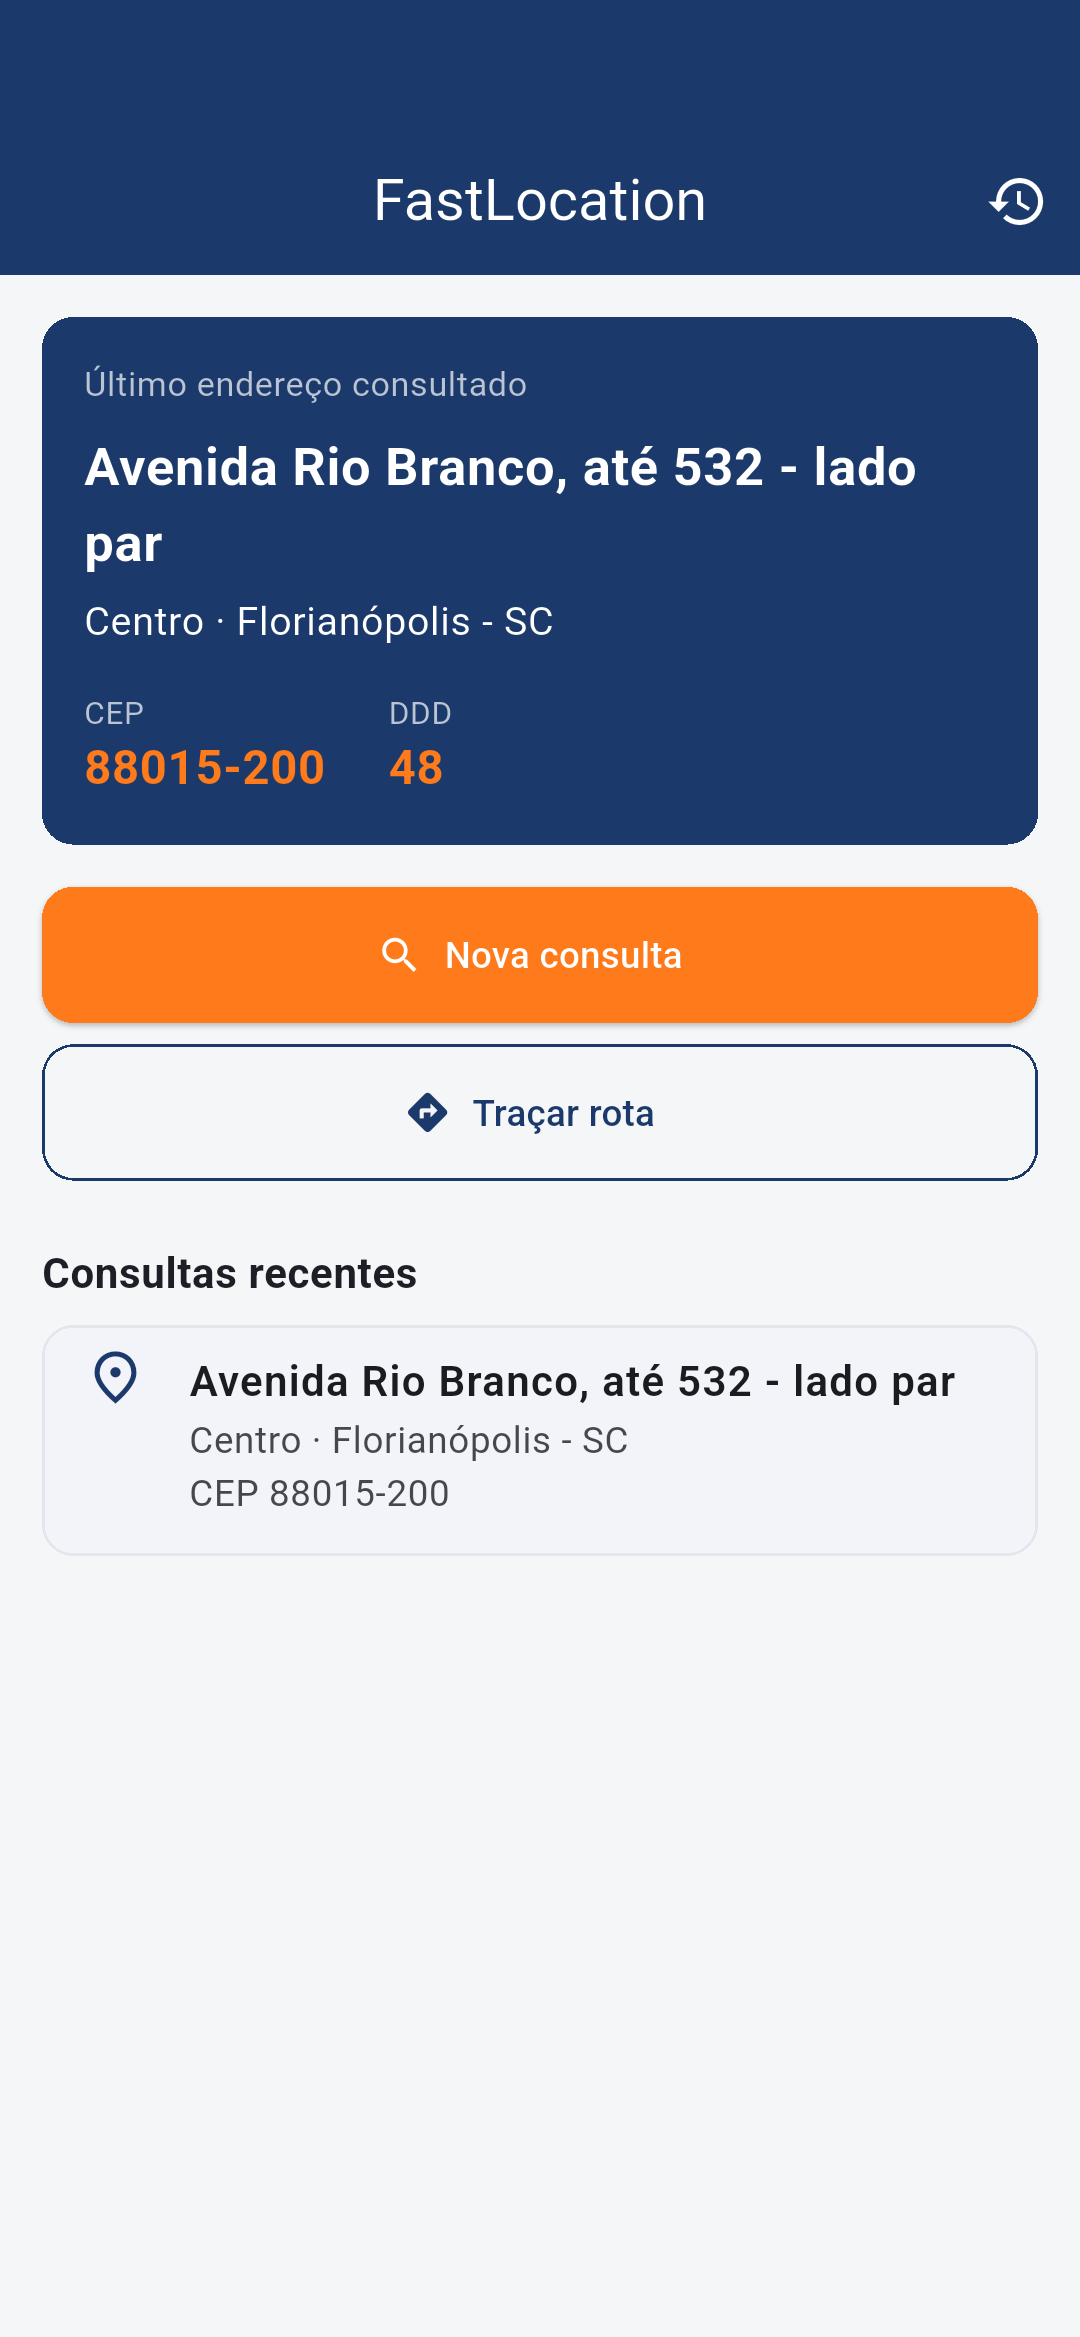 FastLocation
Último endereço consultado
Avenida Rio Branco, até 532 - lado
par
Centro · Florianópolis - SC
CEP DDD
88015-200 48
Nova consulta
Traçar rota
Consultas recentes
Avenida Rio Branco, até 532 - lado par
Centro · Florianópolis - SC
CEP 88015-200